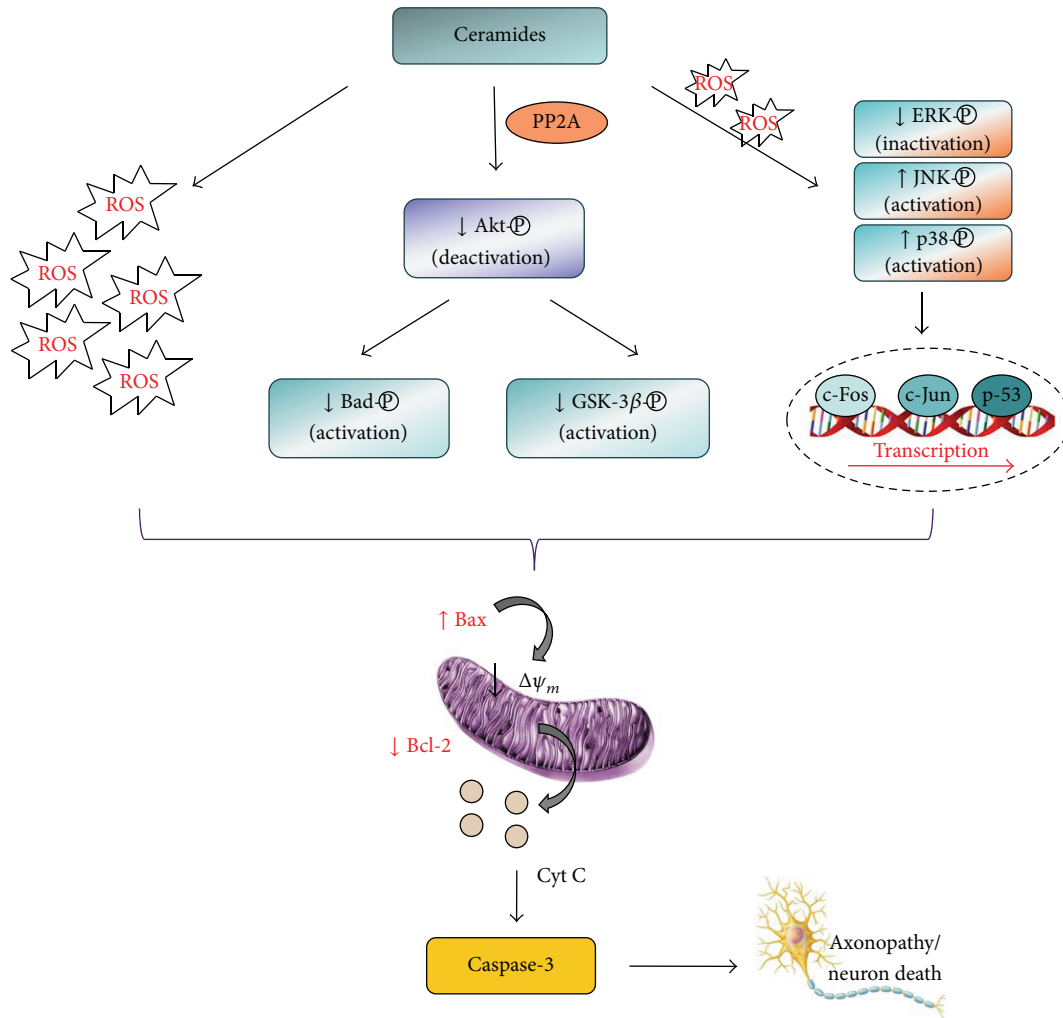 Ceramides
ROS
ROS
PP2A
↓ ERK-Ⓟ
(inactivation)
↑ JNK-Ⓟ
(activation)
↑ p38-Ⓟ
(activation)
ROS
ROS
ROS
ROS
ROS
↓ Akt-Ⓟ
(deactivation)
↓ Bad-Ⓟ
(activation)
↓ GSK-3β-Ⓟ
(activation)
c-Fos
c-Jun
p-53
Transcription
↑ Bax
↓ Δψm
↓ Bcl-2
Cyt C
Caspase-3
Axonopathy/
neuron death